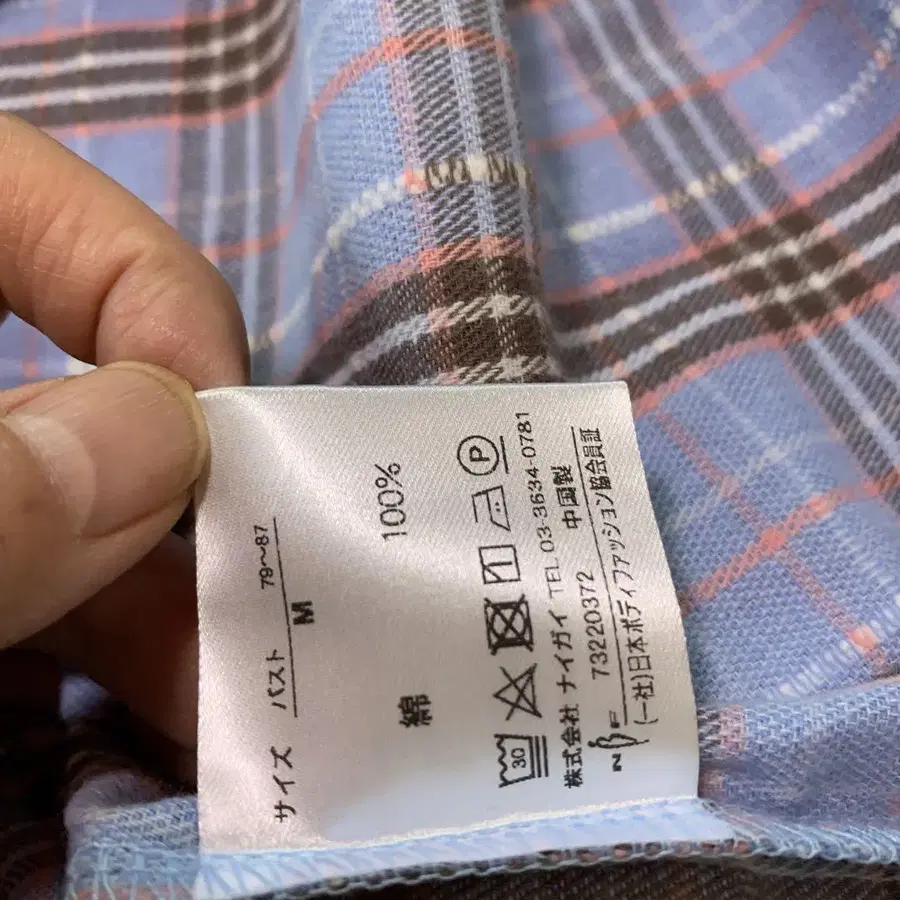 サイズ バスト 79〜87
M
綿 100%
30 P
株式会社 ナイガイ TEL 03-3634-0781
73220372 中国製
NBF (一社)日本ボディファッション協会会員証